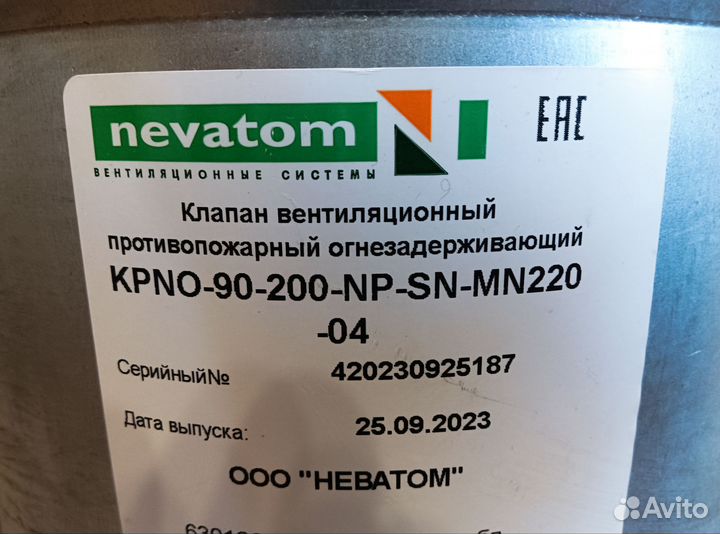 nevatom
ВЕНТИЛЯЦИОННЫЕ СИСТЕМЫ
EAC
Клапан вентиляционный
противопожарный огнезадерживающий
KPNO-90-200-NP-SN-MN220
-04
Серийный№ 420230925187
Дата выпуска: 25.09.2023
ООО "НЕВАТОМ"
Avito